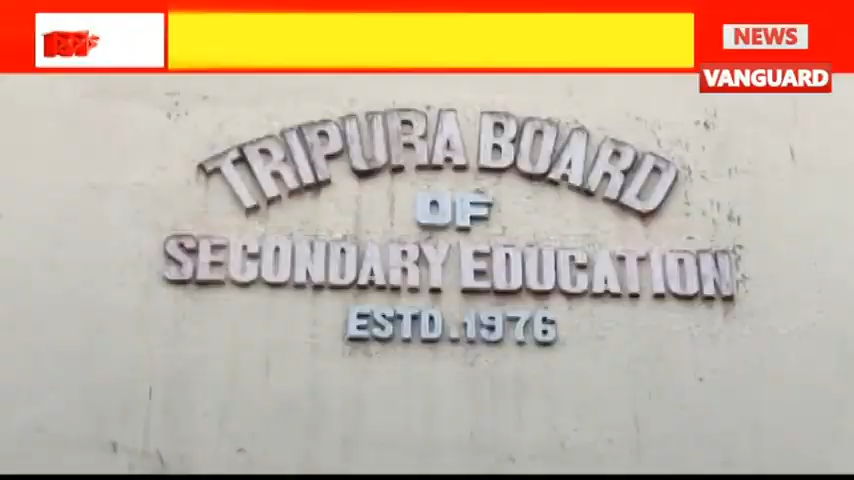 NEWS
VANGUARD
TRIPURA BOARD
OF
SECONDARY EDUCATION
ESTD.1976